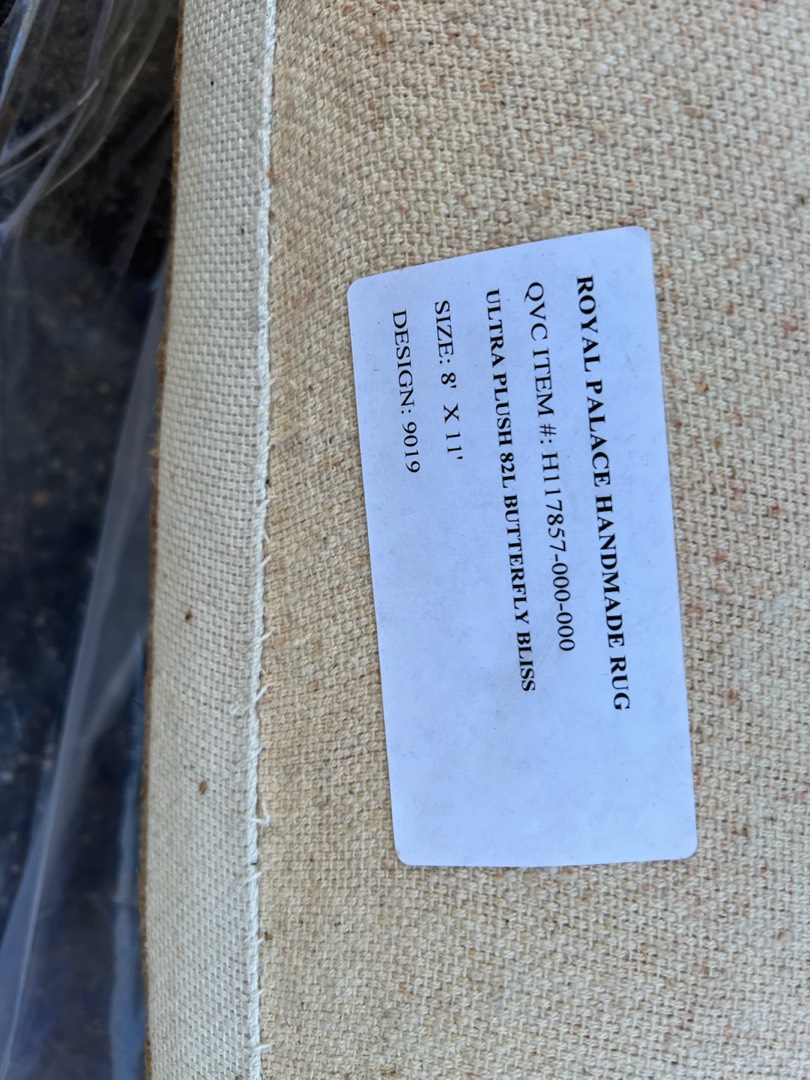 ROYAL PALACE HANDMADE RUG
QVC ITEM #: H117857-000-000
ULTRA PLUSH 82L BUTTERFLY BLISS
SIZE: 8' X 11'
DESIGN: 9019